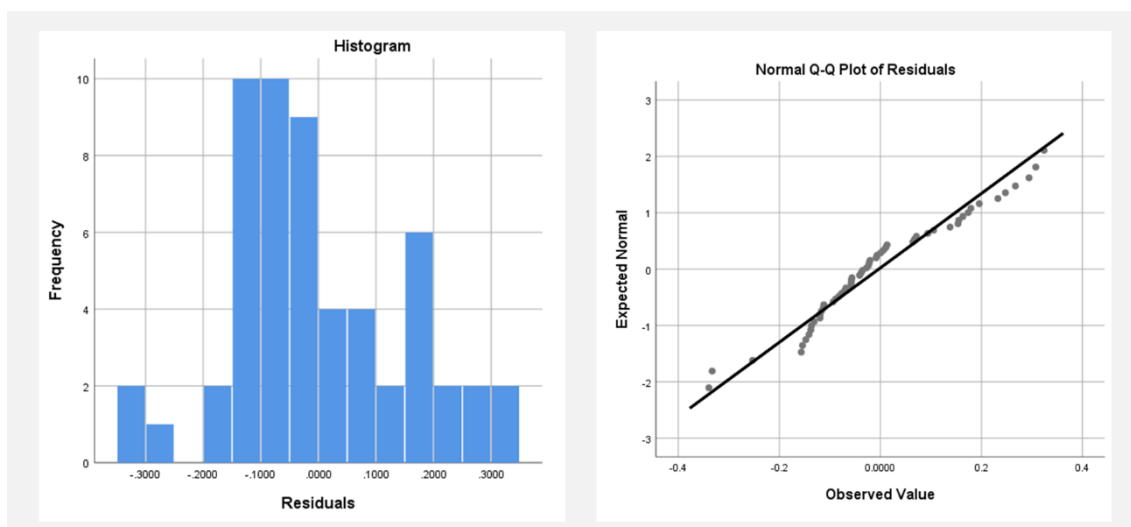 Histogram
10
8
6
4
2
0
Frequency
-.3000 -.2000 -.1000 .0000 .1000 .2000 .3000
Residuals
Normal Q-Q Plot of Residuals
3
2
1
0
-1
-2
-3
Expected Normal
-0.4 -0.2 0.0000 0.2 0.4
Observed Value